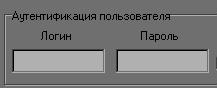 Аутентификация пользователя
Логин Пароль